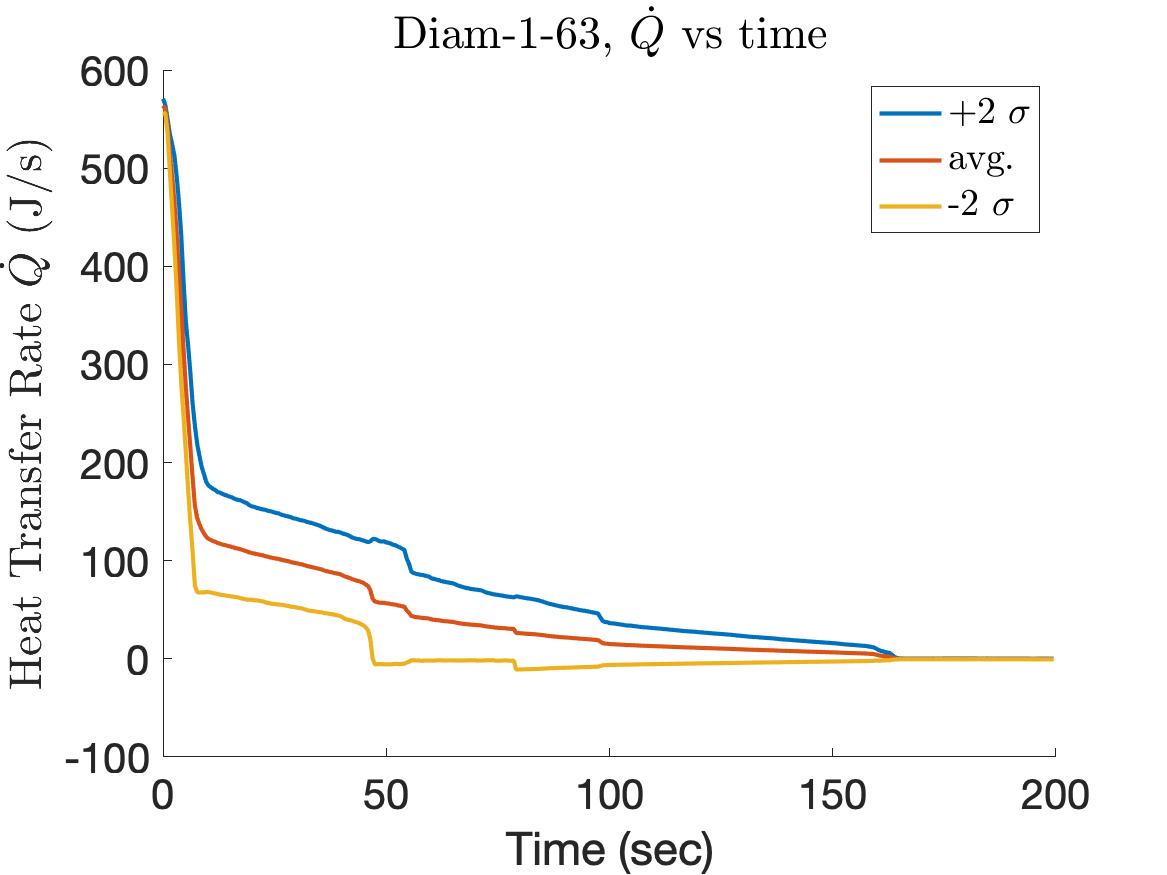 Diam-1-63, Q̇ vs time
600
500
400
300
200
100
0
-100
Heat Transfer Rate Q̇ (J/s)
+2 σ
avg.
-2 σ
0 50 100 150 200
Time (sec)